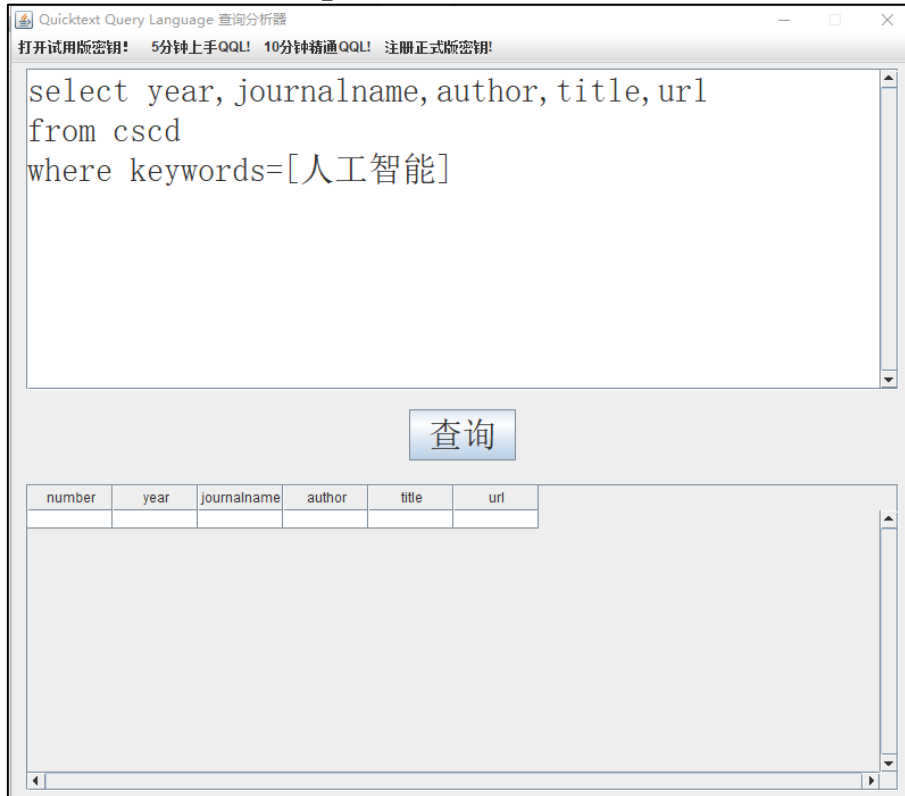 Quicktext Query Language 查询分析器
打开试用版密钥! 5分钟上手QQL! 10分钟精通QQL! 注册正式版密钥!
select year, journalname, author, title, url
from cscd
where keywords=[人工智能]
查询
number year journalname author title url